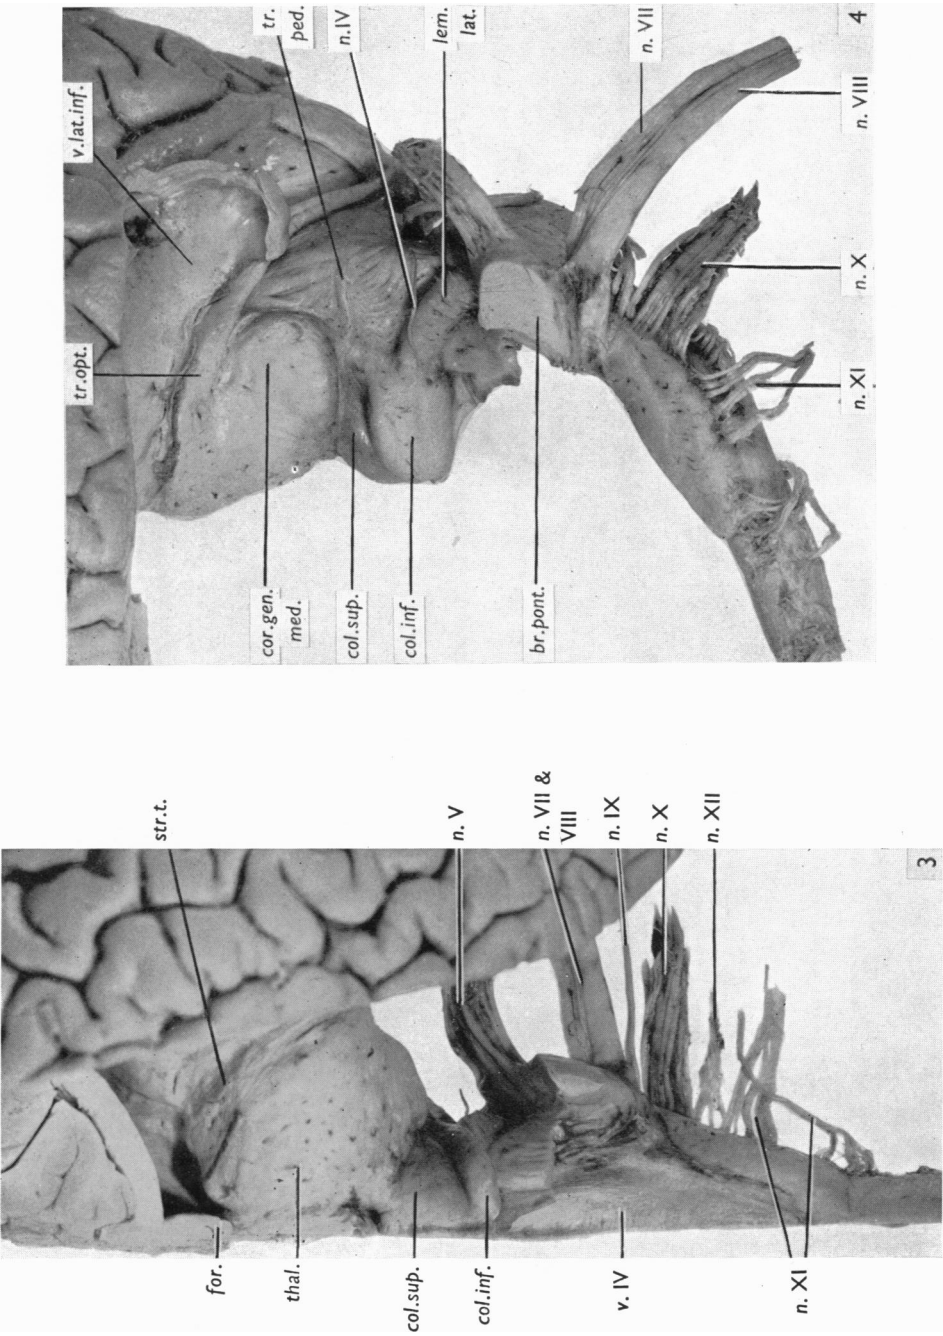 v.lat.inf.
tr.
ped.
n.IV
lem.
lat.
n. VII
4
tr.opt.
n. VIII
n. X
n. XI
cor.gen.
med.
col.sup.
col.inf.
br.pont.
str.t.
n. V
n. VII &
VIII
n. IX
n. X
n. XII
3
for.
thal.
col.sup.
col.inf.
v. IV
n. XI